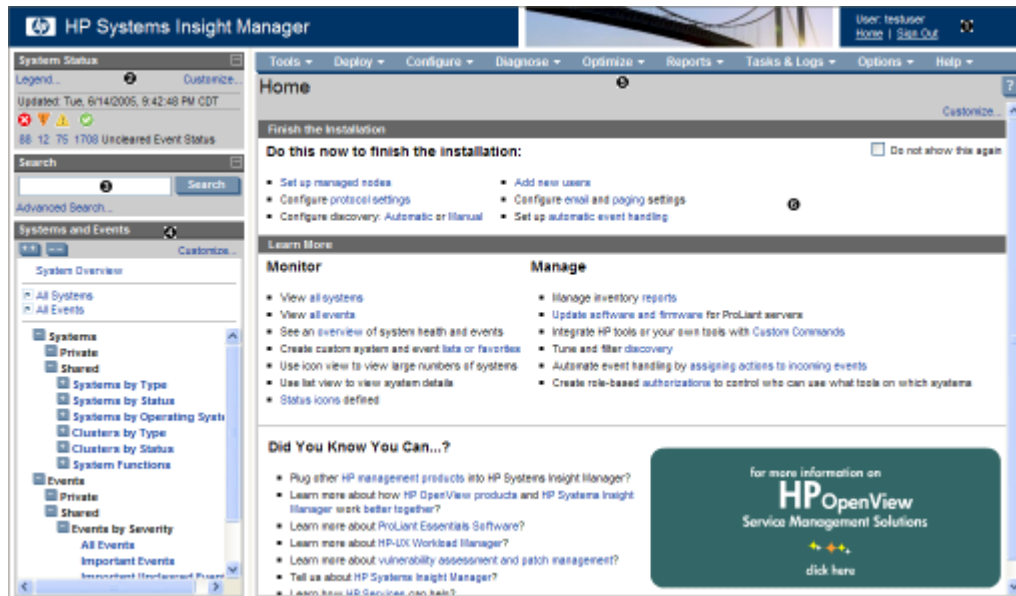 HP Systems Insight Manager
User: testuser
Home | Sign Out
System Status
Legend...
2
Customize...
Updated: Tue, 6/14/2005, 9:42:48 PM CDT
88 12 75 1708 Uncleared Event Status
Search
3
Search
Advanced Search...
Systems and Events
4
Customize...
System Overview
All Systems
All Events
Systems
Private
Shared
Systems by Type
Systems by Status
Systems by Operating Syste
Clusters by Type
Clusters by Status
System Functions
Events
Private
Shared
Events by Severity
All Events
Important Events
Important Uncleared Event
Tools Deploy Configure Diagnose Optimize Reports Tasks & Logs Options Help
5
Home
?
Customize...
Finish the Installation
Do this now to finish the installation:
Do not show this again
Set up managed nodes
Configure protocol settings
Configure discovery: Automatic or Manual
Add new users
Configure email and paging settings
Set up automatic event handling
6
Learn More
Monitor
View all systems
View all events
See an overview of system health and events
Create custom system and event lists or favorites
Use icon view to view large numbers of systems
Use list view to view system details
Status icons defined
Manage
Manage inventory reports
Update software and firmware for ProLiant servers
Integrate HP tools or your own tools with Custom Commands
Tune and filter discovery
Automate event handling by assigning actions to incoming events
Create role-based authorizations to control who can use what tools on which systems
Did You Know You Can...?
Plug other HP management products into HP Systems Insight Manager?
Learn more about how HP OpenView products and HP Systems Insight
Manager work better together?
Learn more about ProLiant Essentials Software?
Learn more about HP-UX Workload Manager?
Learn more about vulnerability assessment and patch management?
Tell us about HP Systems Insight Manager?
Learn how HP Services can help?
for more information on
HP OpenView
Service Management Solutions
click here